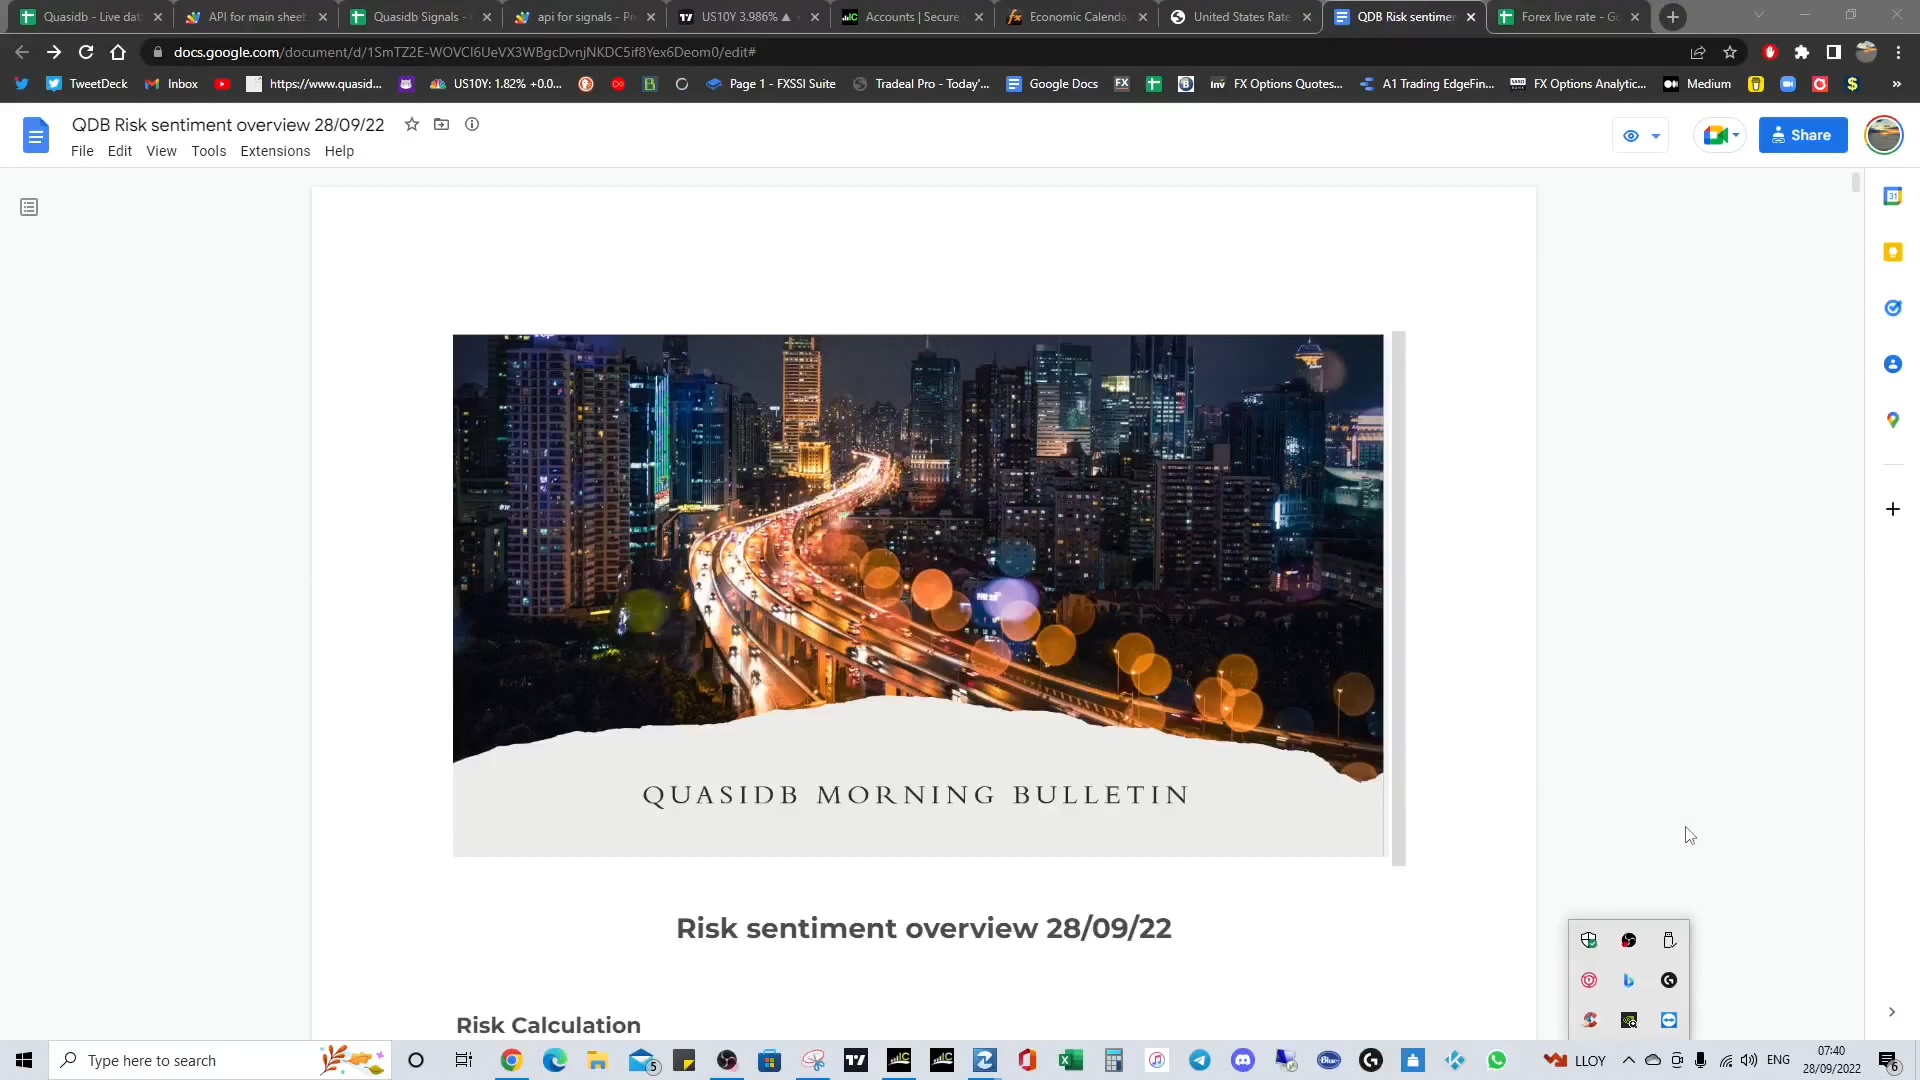 Quasidb - Live data
API for main sheet
Quasidb Signals -
api for signals - Pr
US10Y 3.986% ▲
Accounts | Secure
Economic Calenda
United States Rate
QDB Risk sentimen
Forex live rate - Go
docs.google.com/document/d/1SmTZ2E-WOVCI6UeVX3WBgcDvnjNKDC5if8Yex6Deom0/edit#
TweetDeck
Inbox
https://www.quasid...
US10Y: 1.82% +0.0...
Page 1 - FXSSI Suite
Tradeal Pro - Today'...
Google Docs
FX Options Quotes...
A1 Trading EdgeFin...
FX Options Analytic...
Medium
»
QDB Risk sentiment overview 28/09/22
File Edit View Tools Extensions Help
Share
QUASIDB MORNING BULLETIN
Risk sentiment overview 28/09/22
Risk Calculation
Type here to search
5
LLOY
ENG
07:40
28/09/2022
6